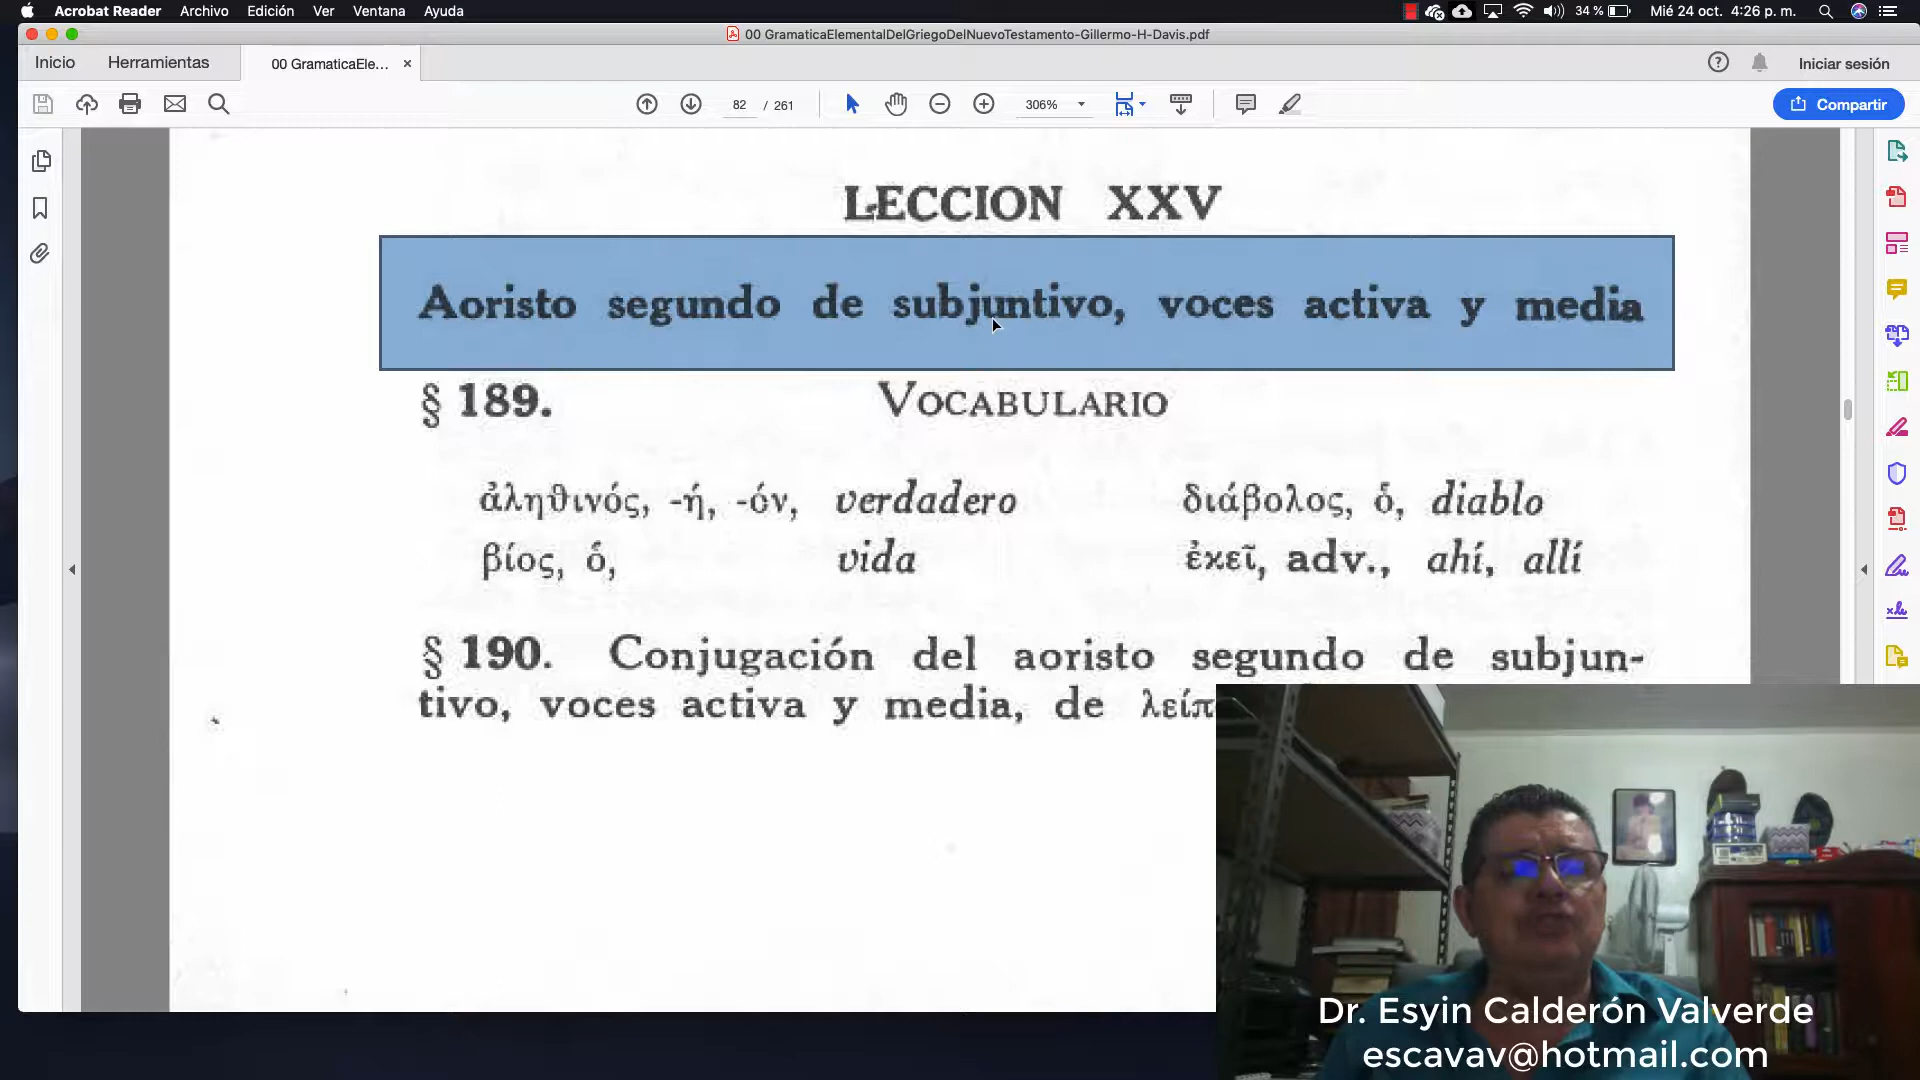 Acrobat Reader Archivo Edición Ver Ventana Ayuda 34 % Mié 24 oct. 4:26 p. m.
00 GramaticaElementalDelGriegoDelNuevoTestamento-Gillermo-H-Davis.pdf
Inicio Herramientas 00 GramaticaEle... × Iniciar sesión
82 / 261 306% Compartir
LECCION XXV
Aoristo segundo de subjuntivo, voces activa y media
§ 189. VOCABULARIO
ἀληθινός, -ή, -όν, verdadero διάβολος, ὁ, diablo
βίος, ὁ, vida ἐκεῖ, adv., ahí, allí
§ 190. Conjugación del aoristo segundo de subjun-
tivo, voces activa y media, de λείπ
Dr. Esyin Calderón Valverde
escavav@hotmail.com